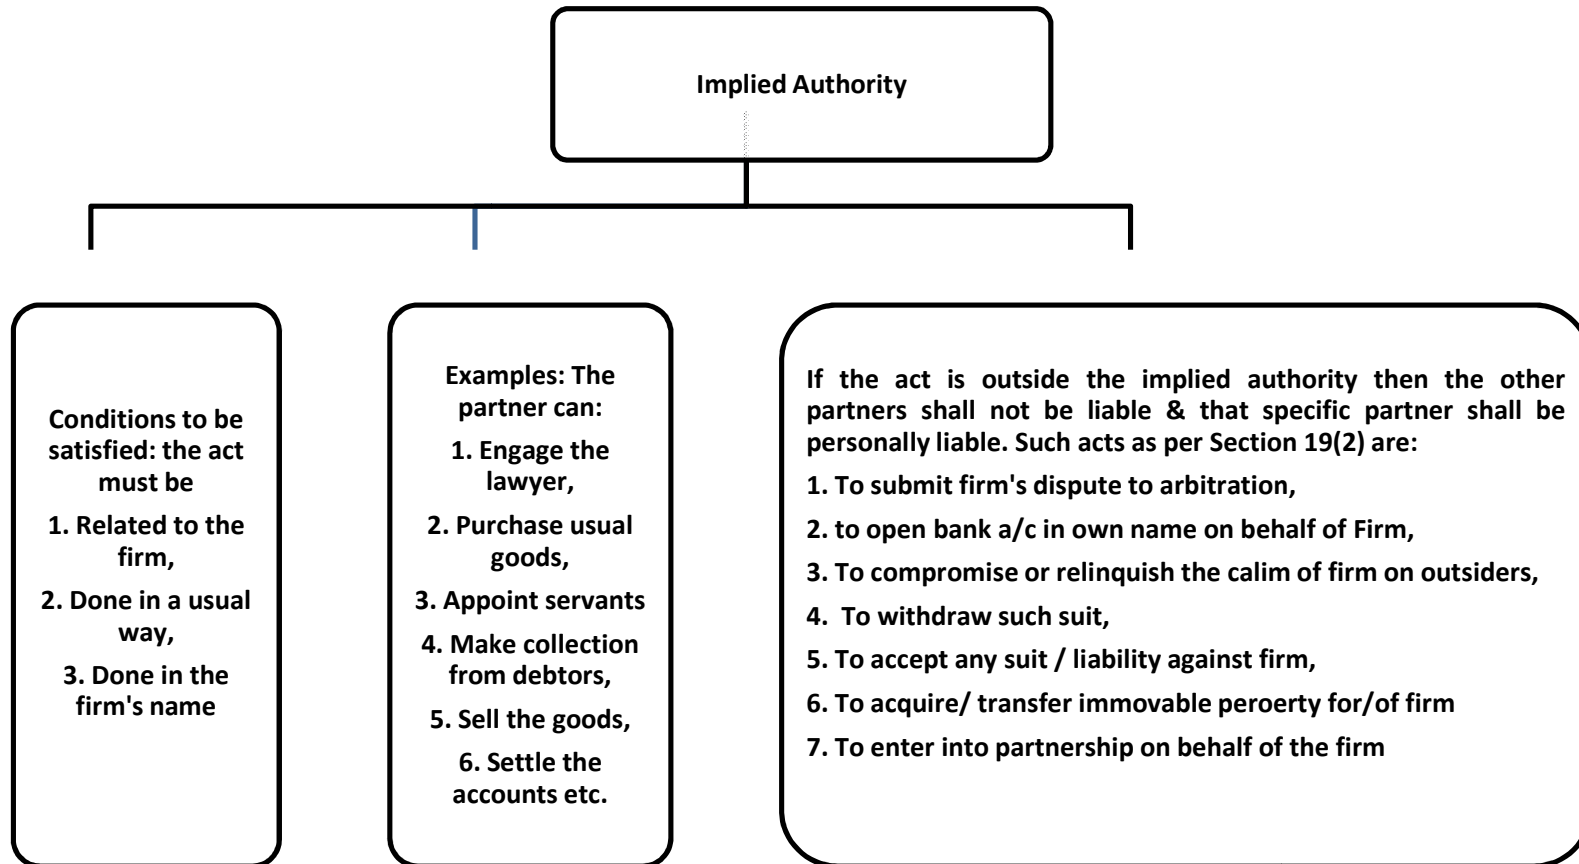 Implied Authority
Conditions to be
satisfied: the act
must be
1. Related to the
firm,
2. Done in a usual
way,
3. Done in the
firm's name
Examples: The
partner can:
1. Engage the
lawyer,
2. Purchase usual
goods,
3. Appoint servants
4. Make collection
from debtors,
5. Sell the goods,
6. Settle the
accounts etc.
If the act is outside the implied authority then the other
partners shall not be liable & that specific partner shall be
personally liable. Such acts as per Section 19(2) are:
1. To submit firm's dispute to arbitration,
2. to open bank a/c in own name on behalf of Firm,
3. To compromise or relinquish the calim of firm on outsiders,
4. To withdraw such suit,
5. To accept any suit / liability against firm,
6. To acquire/ transfer immovable peroerty for/of firm
7. To enter into partnership on behalf of the firm